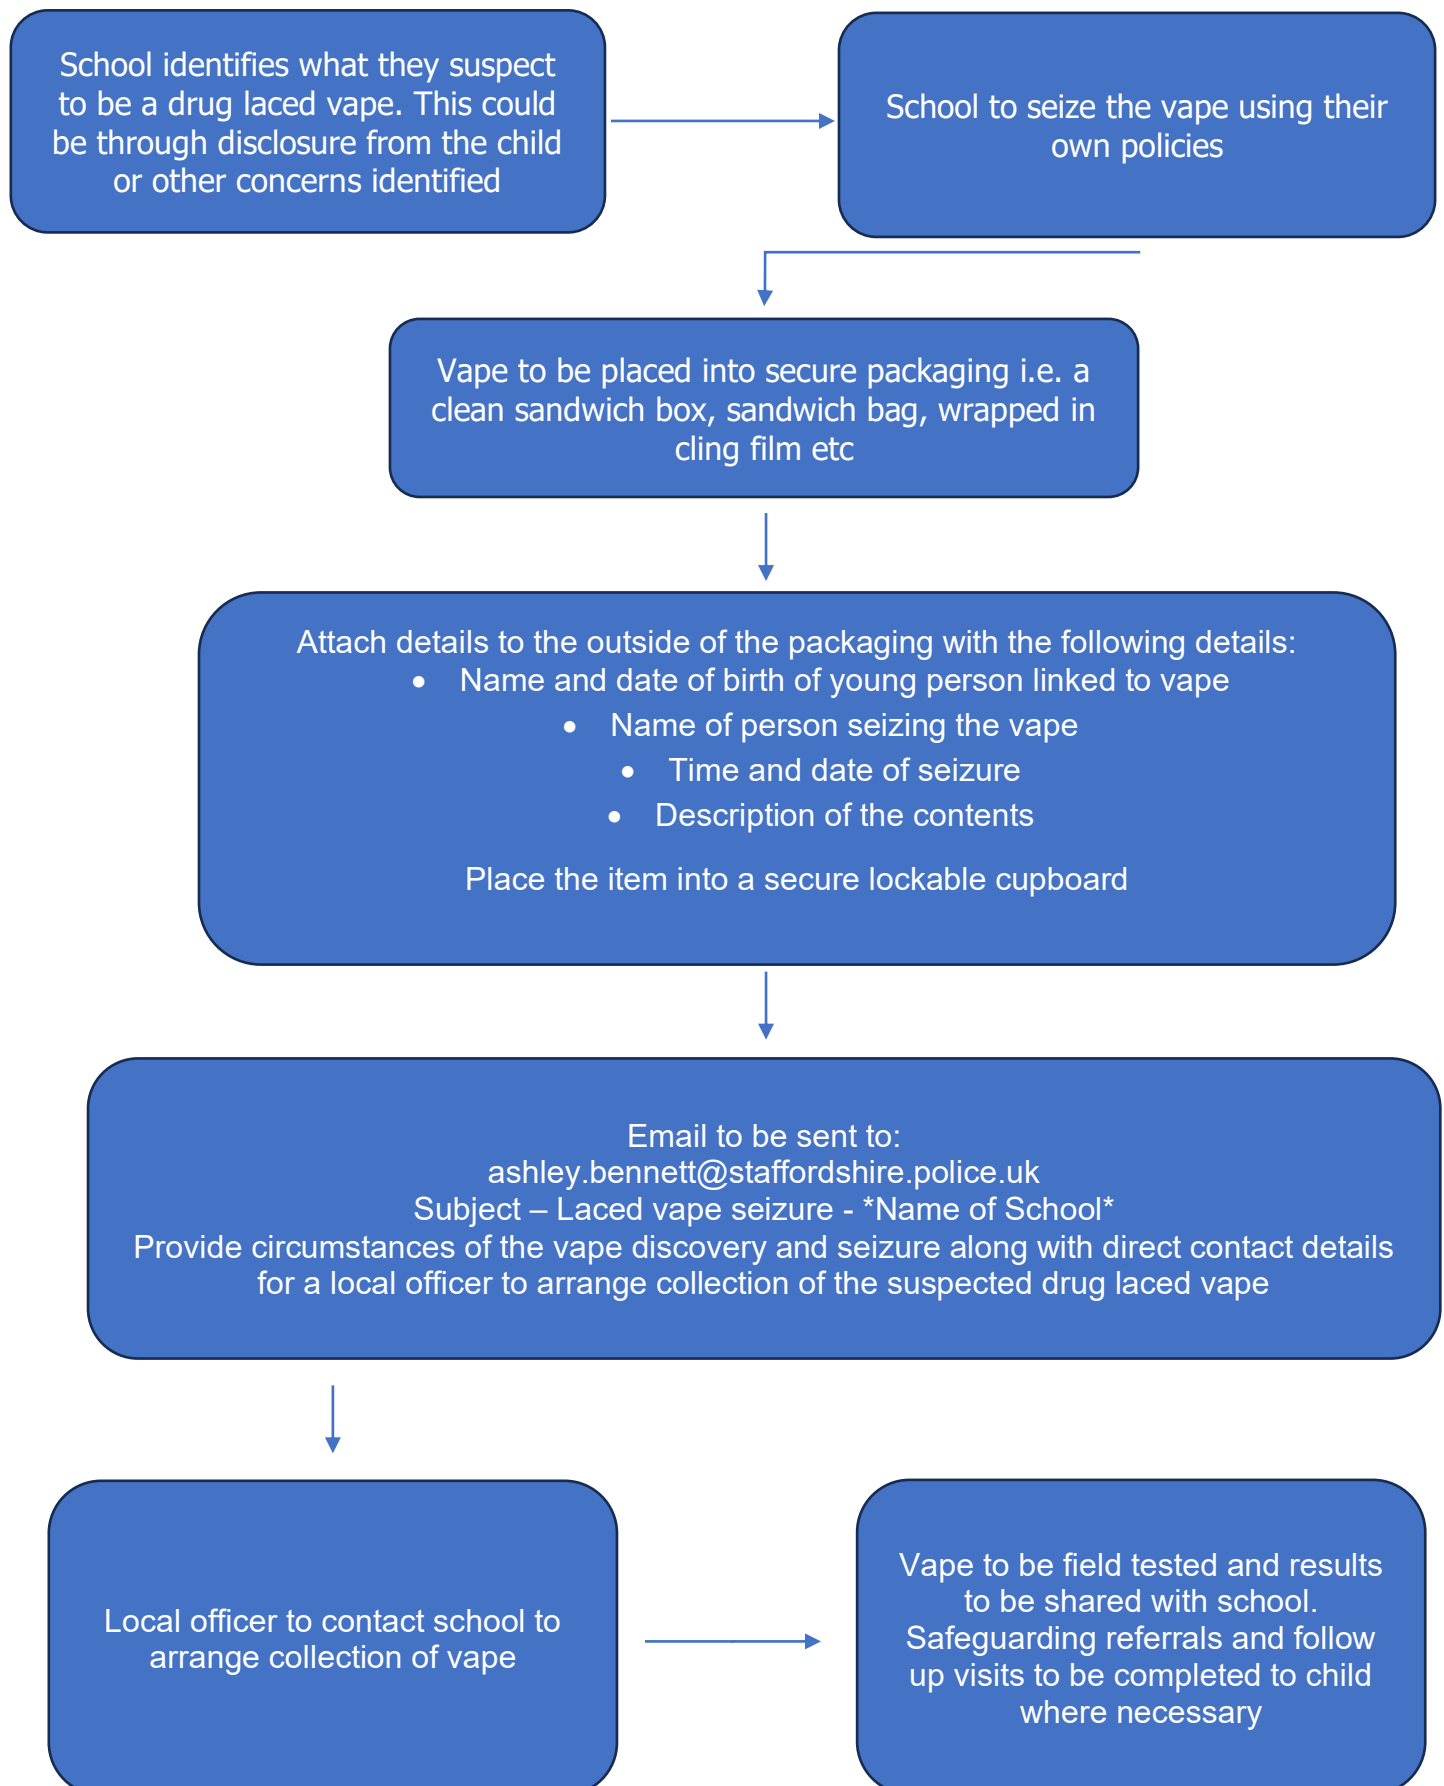 School identifies what they suspect
to be a drug laced vape. This could
be through disclosure from the child
or other concerns identified
School to seize the vape using their
own policies
Vape to be placed into secure packaging i.e. a
clean sandwich box, sandwich bag, wrapped in
cling film etc
Attach details to the outside of the packaging with the following details:
• Name and date of birth of young person linked to vape
• Name of person seizing the vape
• Time and date of seizure
• Description of the contents
Place the item into a secure lockable cupboard
Email to be sent to:
ashley.bennett@staffordshire.police.uk
Subject – Laced vape seizure - *Name of School*
Provide circumstances of the vape discovery and seizure along with direct contact details
for a local officer to arrange collection of the suspected drug laced vape
Local officer to contact school to
arrange collection of vape
Vape to be field tested and results
to be shared with school.
Safeguarding referrals and follow
up visits to be completed to child
where necessary